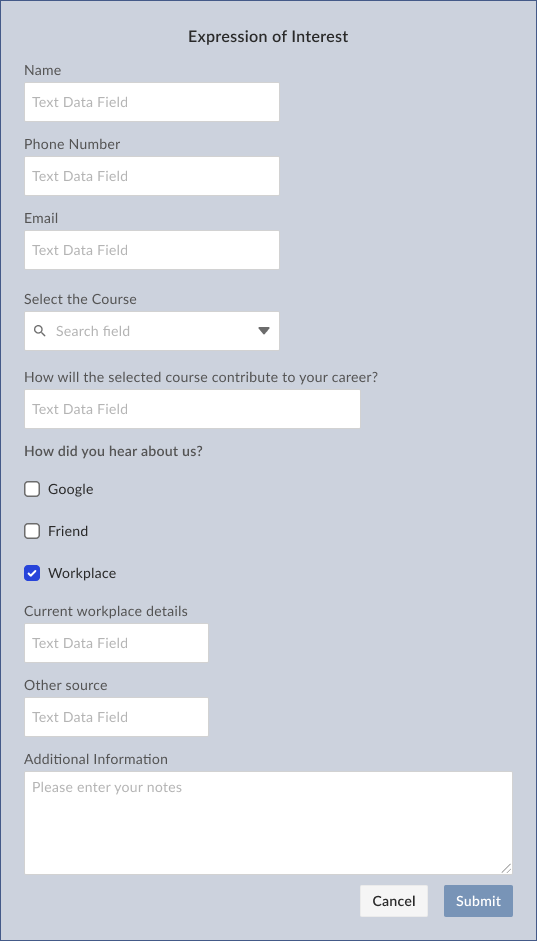 Expression of Interest
Name
Text Data Field
Phone Number
Text Data Field
Email
Text Data Field
Select the Course
Search field
How will the selected course contribute to your career?
Text Data Field
How did you hear about us?
Google
Friend
Workplace
Current workplace details
Text Data Field
Other source
Text Data Field
Additional Information
Please enter your notes
Cancel Submit